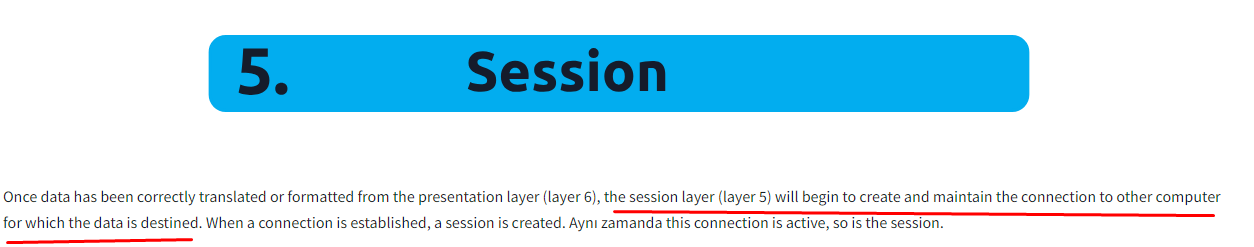 5. Session
Once data has been correctly translated or formatted from the presentation layer (layer 6), the session layer (layer 5) will begin to create and maintain the connection to other computer
for which the data is destined. When a connection is established, a session is created. Aynı zamanda this connection is active, so is the session.